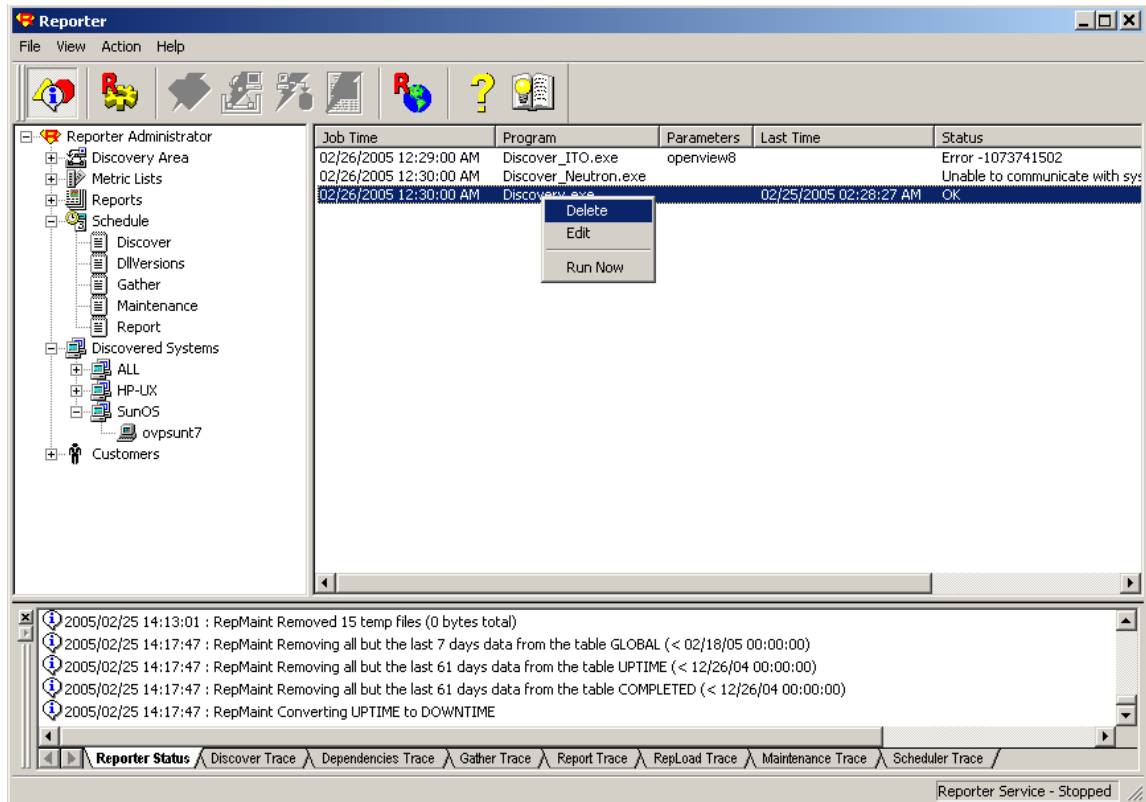 Reporter
File View Action Help
Reporter Administrator
Discovery Area
Metric Lists
Reports
Schedule
Discover
DllVersions
Gather
Maintenance
Report
Discovered Systems
ALL
HP-UX
SunOS
ovpsunt7
Customers
Job Time Program Parameters Last Time Status
02/26/2005 12:29:00 AM Discover_ITO.exe openview8 Error -1073741502
02/26/2005 12:30:00 AM Discover_Neutron.exe Unable to communicate with sys
02/26/2005 12:30:00 AM Discovery.exe 02/25/2005 02:28:27 AM OK
Delete
Edit
Run Now
2005/02/25 14:13:01 : RepMaint Removed 15 temp files (0 bytes total)
2005/02/25 14:17:47 : RepMaint Removing all but the last 7 days data from the table GLOBAL (< 02/18/05 00:00:00)
2005/02/25 14:17:47 : RepMaint Removing all but the last 61 days data from the table UPTIME (< 12/26/04 00:00:00)
2005/02/25 14:17:47 : RepMaint Removing all but the last 61 days data from the table COMPLETED (< 12/26/04 00:00:00)
2005/02/25 14:17:47 : RepMaint Converting UPTIME to DOWNTIME
Reporter Status Discover Trace Dependencies Trace Gather Trace Report Trace RepLoad Trace Maintenance Trace Scheduler Trace
Reporter Service - Stopped